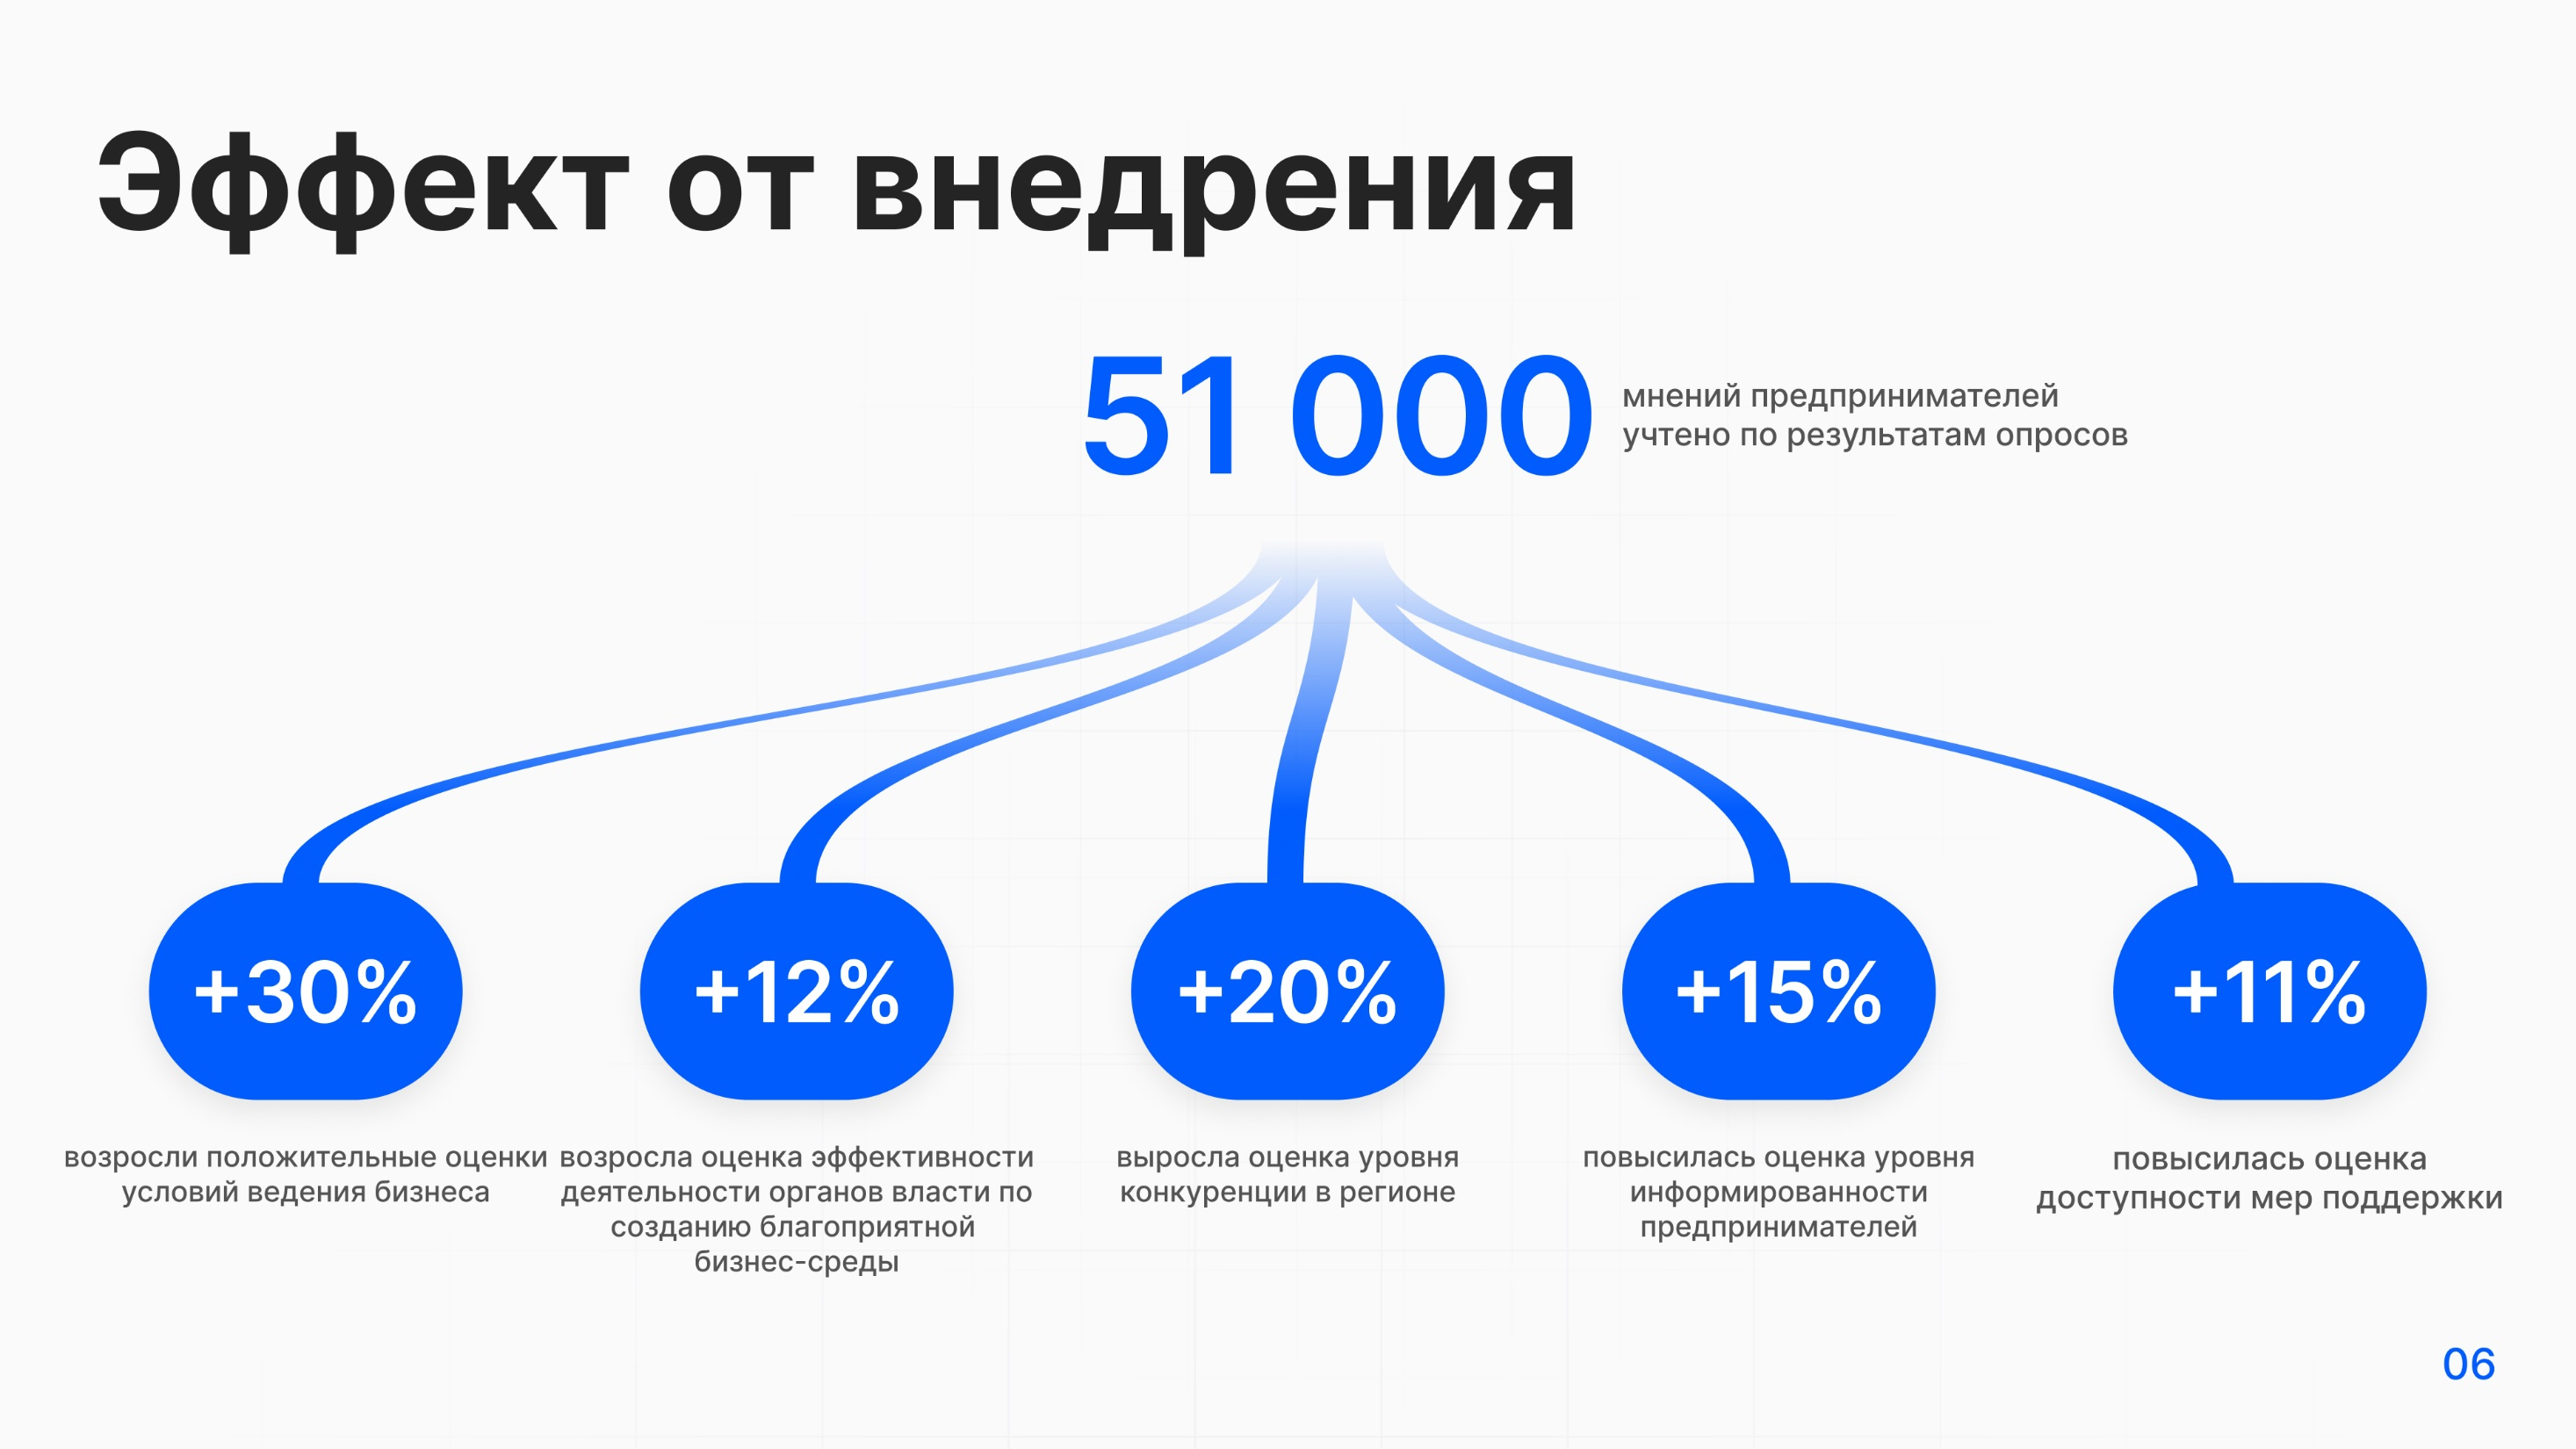 Эффект от внедрения
51 000
мнений предпринимателей
учтено по результатам опросов
+30%
возросли положительные оценки
условий ведения бизнеса
+12%
возросла оценка эффективности
деятельности органов власти по
созданию благоприятной
бизнес-среды
+20%
выросла оценка уровня
конкуренции в регионе
+15%
повысилась оценка уровня
информированности
предпринимателей
+11%
повысилась оценка
доступности мер поддержки
06